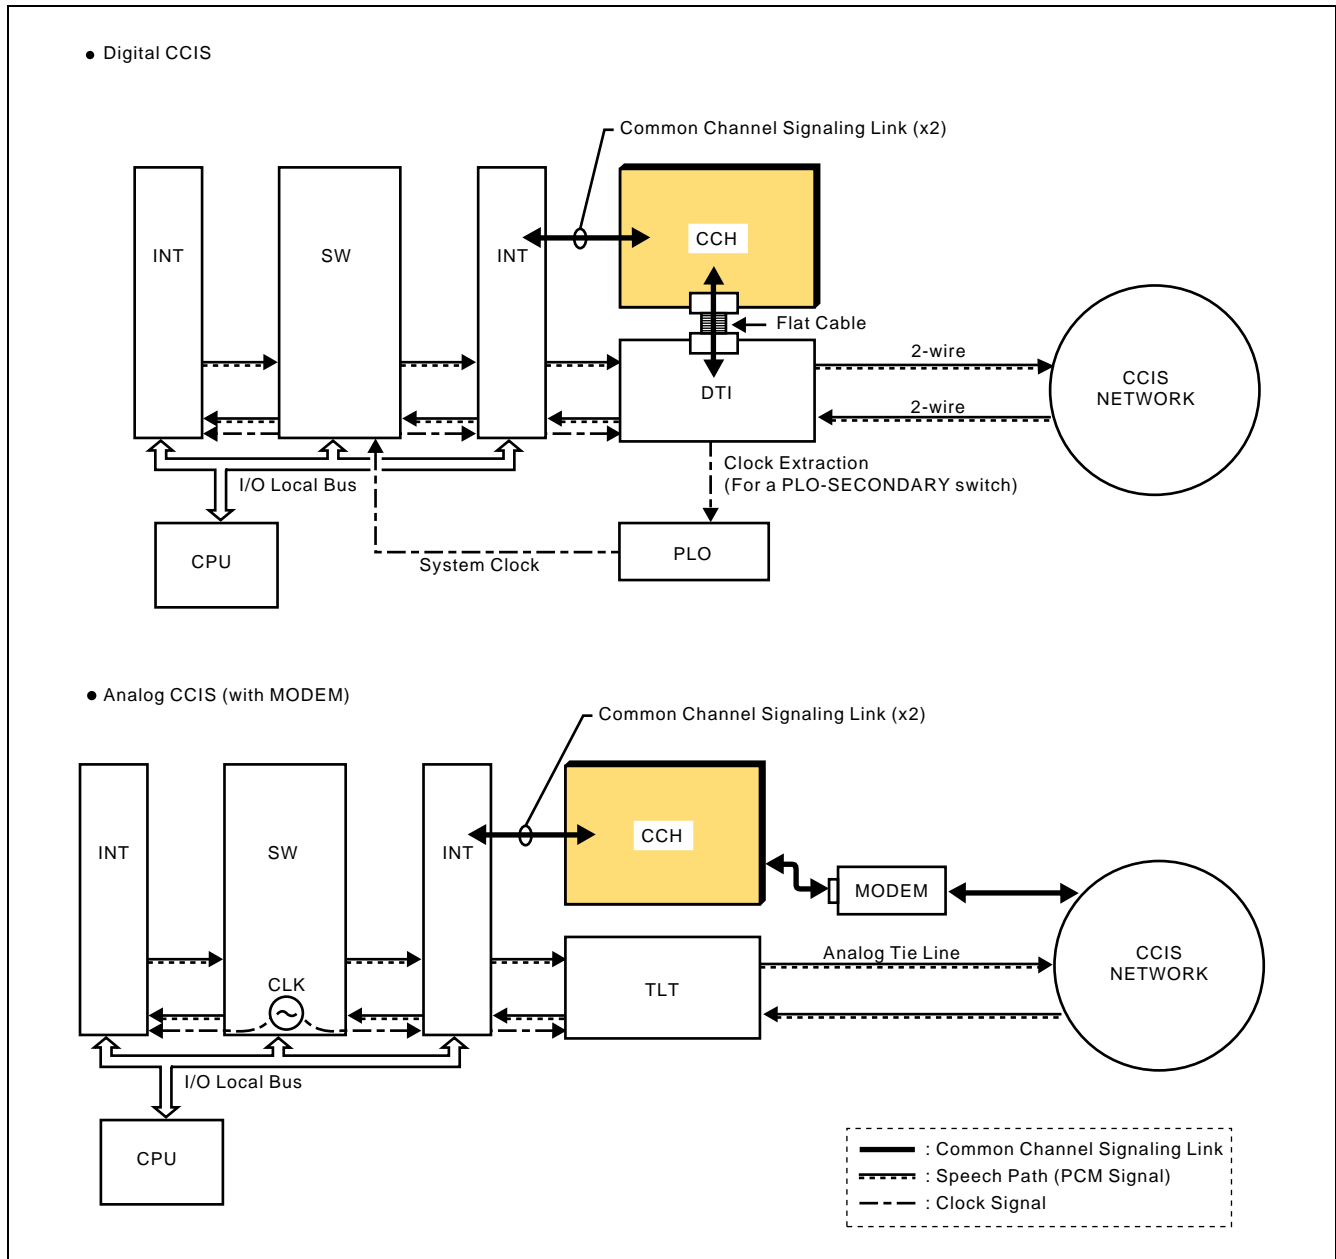 ● Digital CCIS
Common Channel Signaling Link (x2)
INT
SW
INT
CCH
Flat Cable
DTI
2-wire
2-wire
CCIS
NETWORK
I/O Local Bus
Clock Extraction
(For a PLO-SECONDARY switch)
CPU
System Clock
PLO
● Analog CCIS (with MODEM)
Common Channel Signaling Link (x2)
INT
SW
INT
CCH
MODEM
CLK
TLT
Analog Tie Line
CCIS
NETWORK
I/O Local Bus
CPU
: Common Channel Signaling Link
: Speech Path (PCM Signal)
: Clock Signal